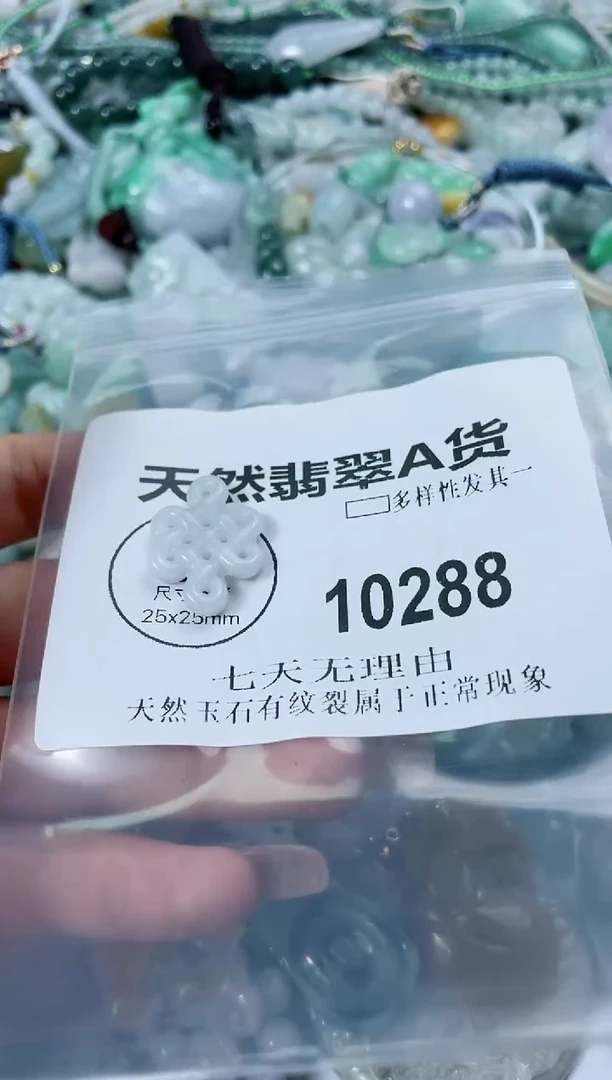 天然翡翠A货
多样性发其一
尺寸
25x25mm
10288
七天无理由
天然玉石有纹裂属于正常现象